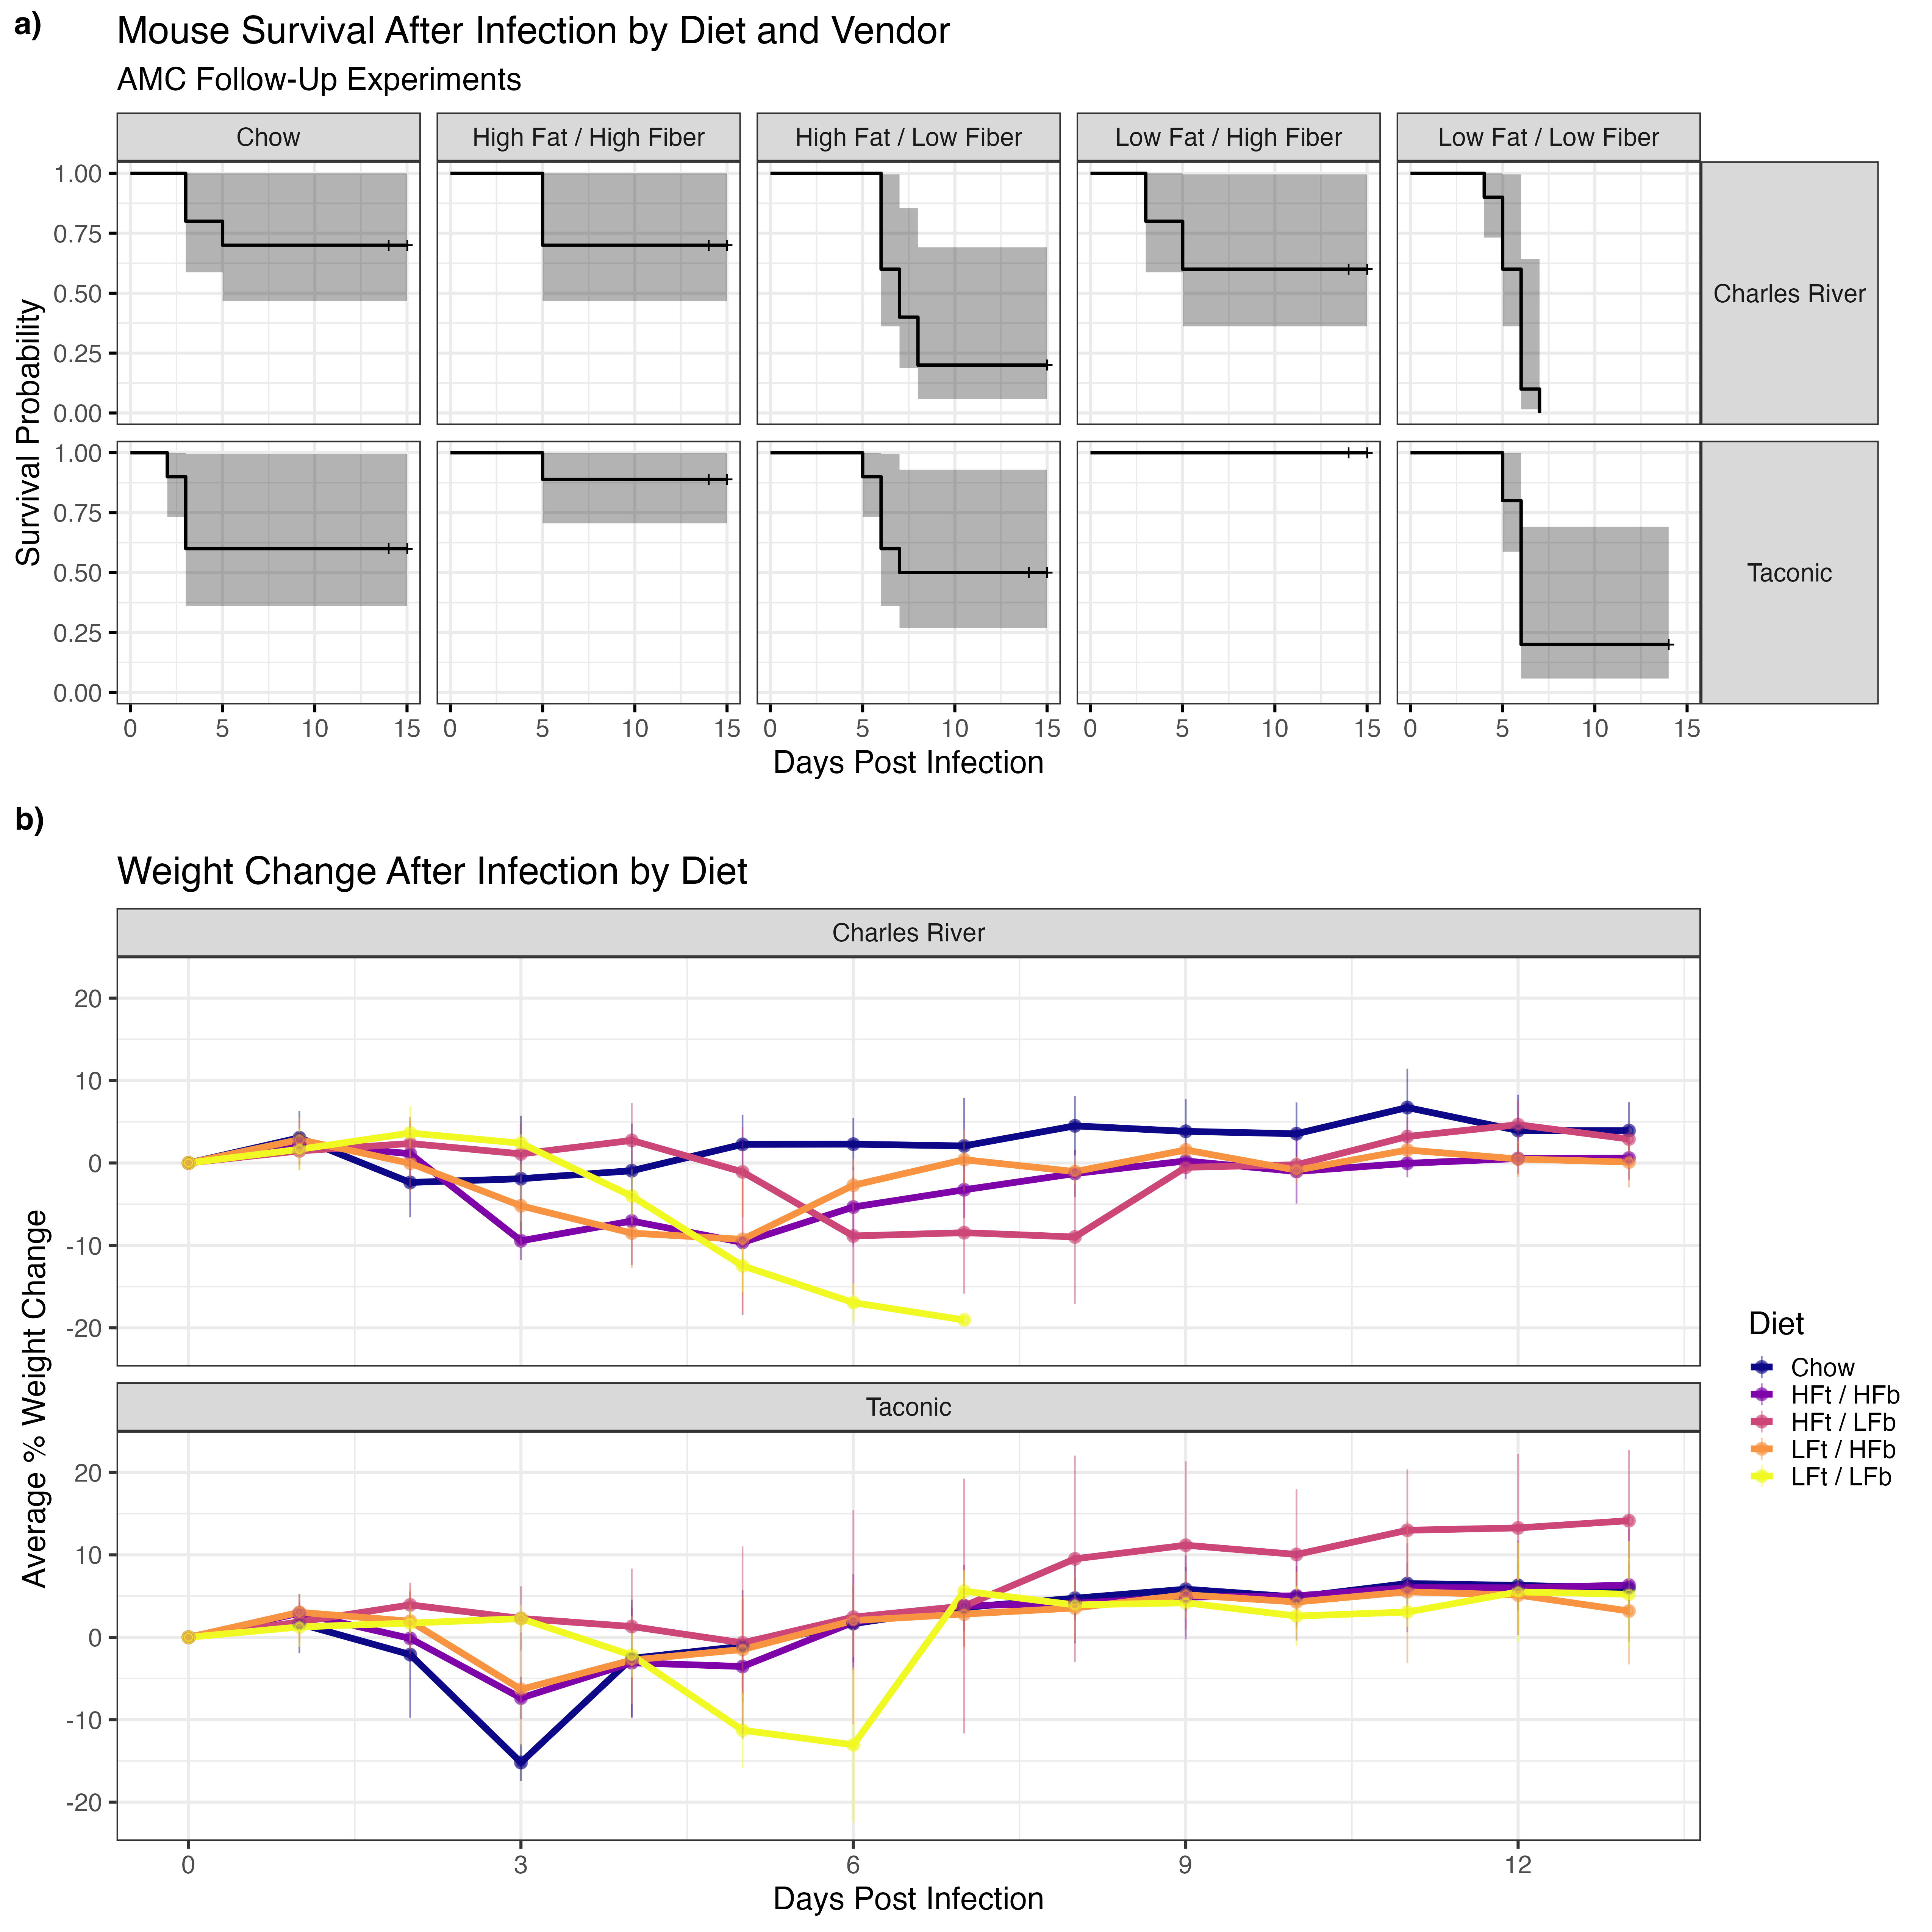 a)
Mouse Survival After Infection by Diet and Vendor
AMC Follow-Up Experiments
Chow
High Fat / High Fiber
High Fat / Low Fiber
Low Fat / High Fiber
Low Fat / Low Fiber
Survival Probability
1.00
0.75
0.50
0.25
0.00
Charles River
1.00
0.75
0.50
0.25
0.00
Taconic
0 5 10 15
0 5 10 15
0 5 10 15
0 5 10 15
0 5 10 15
Days Post Infection
b)
Weight Change After Infection by Diet
Average % Weight Change
Charles River
20
10
0
-10
-20
Taconic
20
10
0
-10
-20
0 3 6 9 12
Days Post Infection
Diet
Chow
HFt / HFb
HFt / LFb
LFt / HFb
LFt / LFb